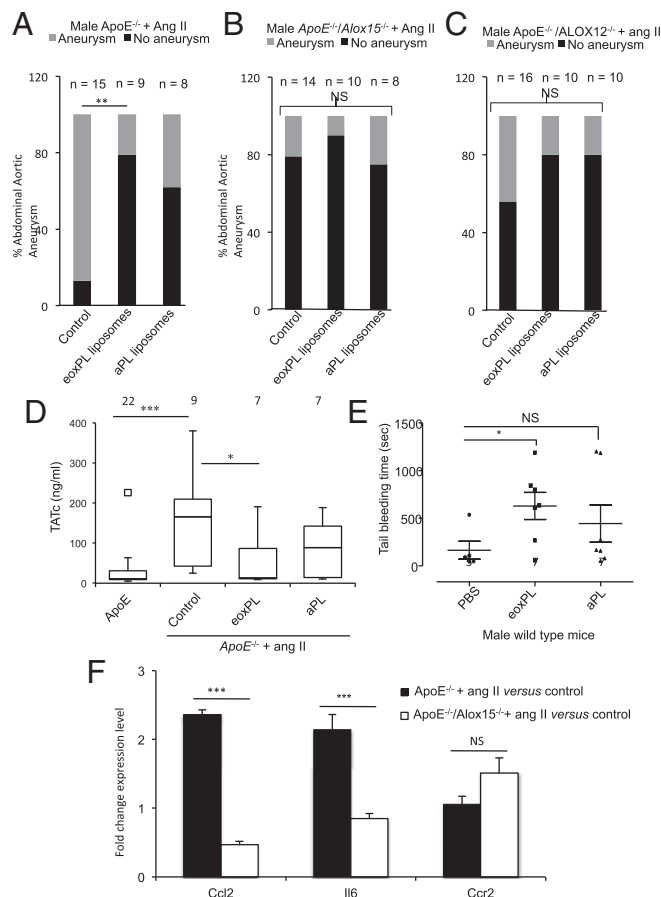 A
Male ApoE-/- + Ang II
Aneurysm No aneurysm
n = 15 n = 9 n = 8
**
120
80
40
0
% Abdominal Aortic
Aneurysm
Control
eoxPL liposomes
aPL liposomes
B
Male ApoE-/-/Alox15-/- + Ang II
Aneurysm No aneurysm
n = 14 n = 10 n = 8
NS
120
80
40
0
% Abdominal Aortic
Aneurysm
Control
eoxPL liposomes
aPL liposomes
C
Male ApoE-/-/ALOX12-/- + ang II
Aneurysm No aneurysm
n = 16 n = 10 n = 10
NS
120
80
40
0
% Abdominal Aortic
Aneurysm
Control
eoxPL liposomes
aPL liposomes
D
22 9 7 7
***
*
400
300
200
100
0
TATc (ng/ml)
ApoE
Control
eoxPL
aPL
ApoE-/- + ang II
E
NS
*
1500
1000
500
0
Tail bleeding time (sec)
PBS
eoxPL
aPL
7 7 7
Male wild type mice
F
ApoE-/- + ang II versus control
ApoE-/-/Alox15-/-+ ang II versus control
*** *** NS
3
2
1
0
Fold change expression level
Ccl2 Il6 Ccr2